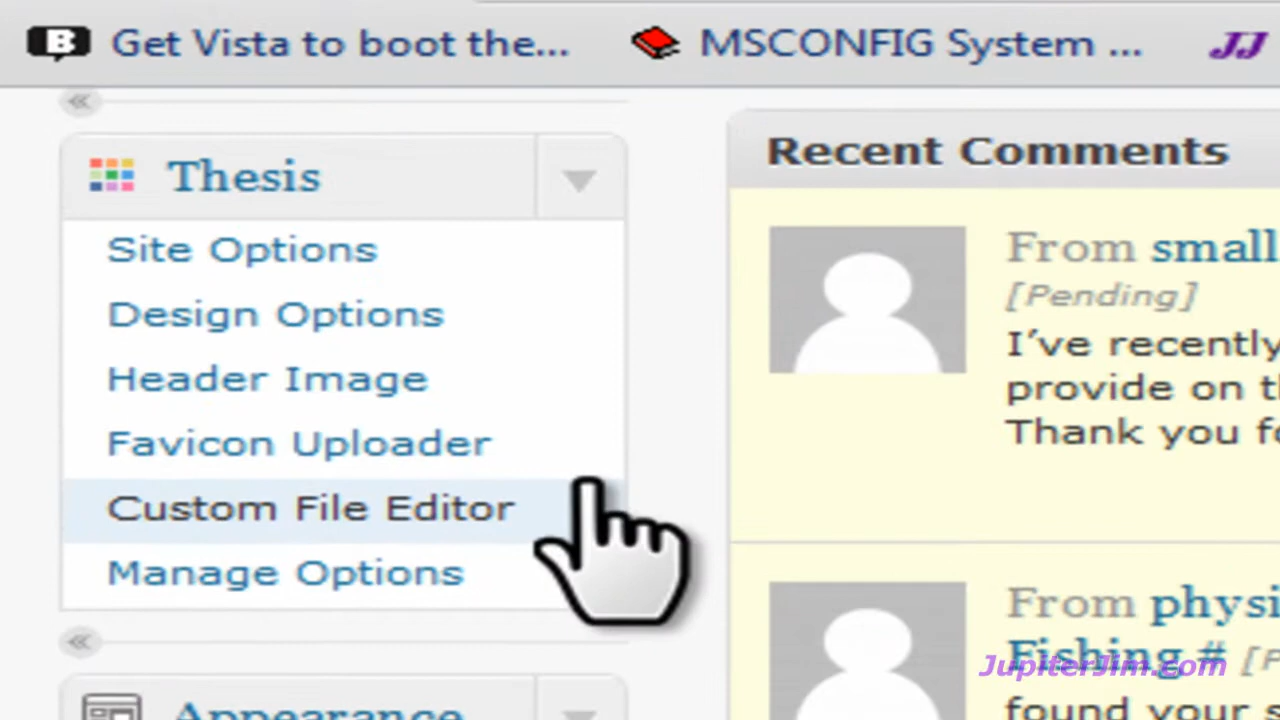 B Get Vista to boot the... MSCONFIG System ... JJ
Thesis
Site Options
Design Options
Header Image
Favicon Uploader
Custom File Editor
Manage Options
Appearance
Recent Comments
From small
[Pending]
I've recently
provide on
Thank you
From physi
Fishing #
found your
JupiterJim.com